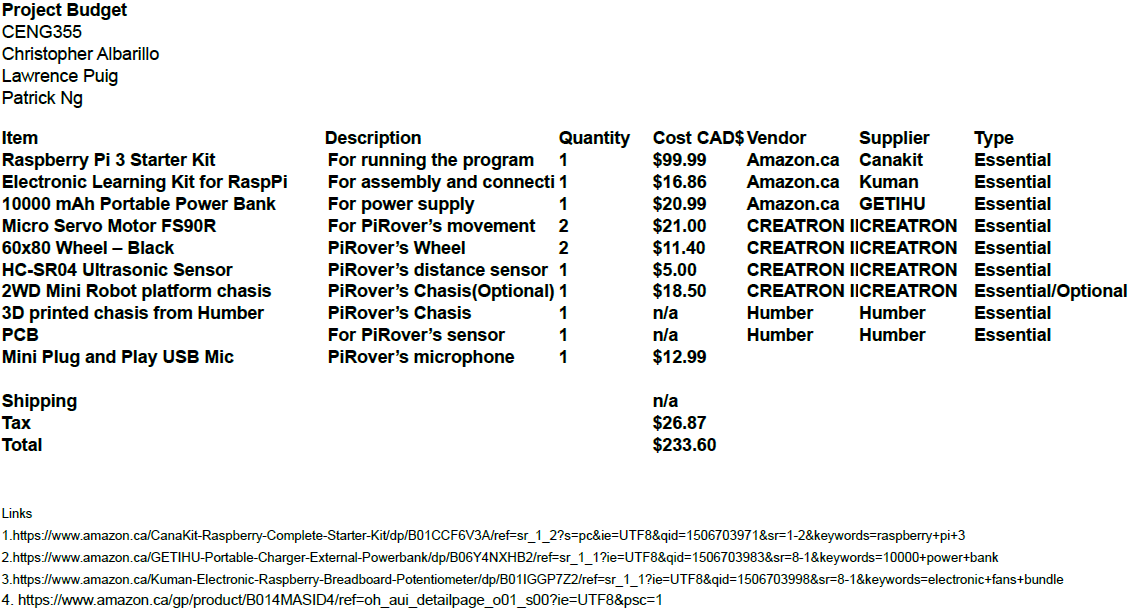 Project Budget
CENG355
Christopher Albarillo
Lawrence Puig
Patrick Ng
Item Description Quantity Cost CAD$ Vendor Supplier Type
Raspberry Pi 3 Starter Kit For running the program 1 $99.99 Amazon.ca Canakit Essential
Electronic Learning Kit for RaspPi For assembly and connecti 1 $16.86 Amazon.ca Kuman Essential
10000 mAh Portable Power Bank For power supply 1 $20.99 Amazon.ca GETIHU Essential
Micro Servo Motor FS90R For PiRover’s movement 2 $21.00 CREATRON II CREATRON Essential
60x80 Wheel – Black PiRover’s Wheel 2 $11.40 CREATRON II CREATRON Essential
HC-SR04 Ultrasonic Sensor PiRover’s distance sensor 1 $5.00 CREATRON II CREATRON Essential
2WD Mini Robot platform chasis PiRover’s Chasis(Optional) 1 $18.50 CREATRON II CREATRON Essential/Optional
3D printed chasis from Humber PiRover’s Chasis 1 n/a Humber Humber Essential
PCB For PiRover’s sensor 1 n/a Humber Humber Essential
Mini Plug and Play USB Mic PiRover’s microphone 1 $12.99
Shipping n/a
Tax $26.87
Total $233.60
Links
1.https://www.amazon.ca/CanaKit-Raspberry-Complete-Starter-Kit/dp/B01CCF6V3A/ref=sr_1_2?s=pc&ie=UTF8&qid=1506703971&sr=1-2&keywords=raspberry+pi+3
2.https://www.amazon.ca/GETIHU-Portable-Charger-External-Powerbank/dp/B06Y4NXHB2/ref=sr_1_1?ie=UTF8&qid=1506703983&sr=8-1&keywords=10000+power+bank
3.https://www.amazon.ca/Kuman-Electronic-Raspberry-Breadboard-Potentiometer/dp/B01IGGP7Z2/ref=sr_1_1?ie=UTF8&qid=1506703998&sr=8-1&keywords=electronic+fans+bundle
4. https://www.amazon.ca/gp/product/B014MASID4/ref=oh_aui_detailpage_o01_s00?ie=UTF8&psc=1